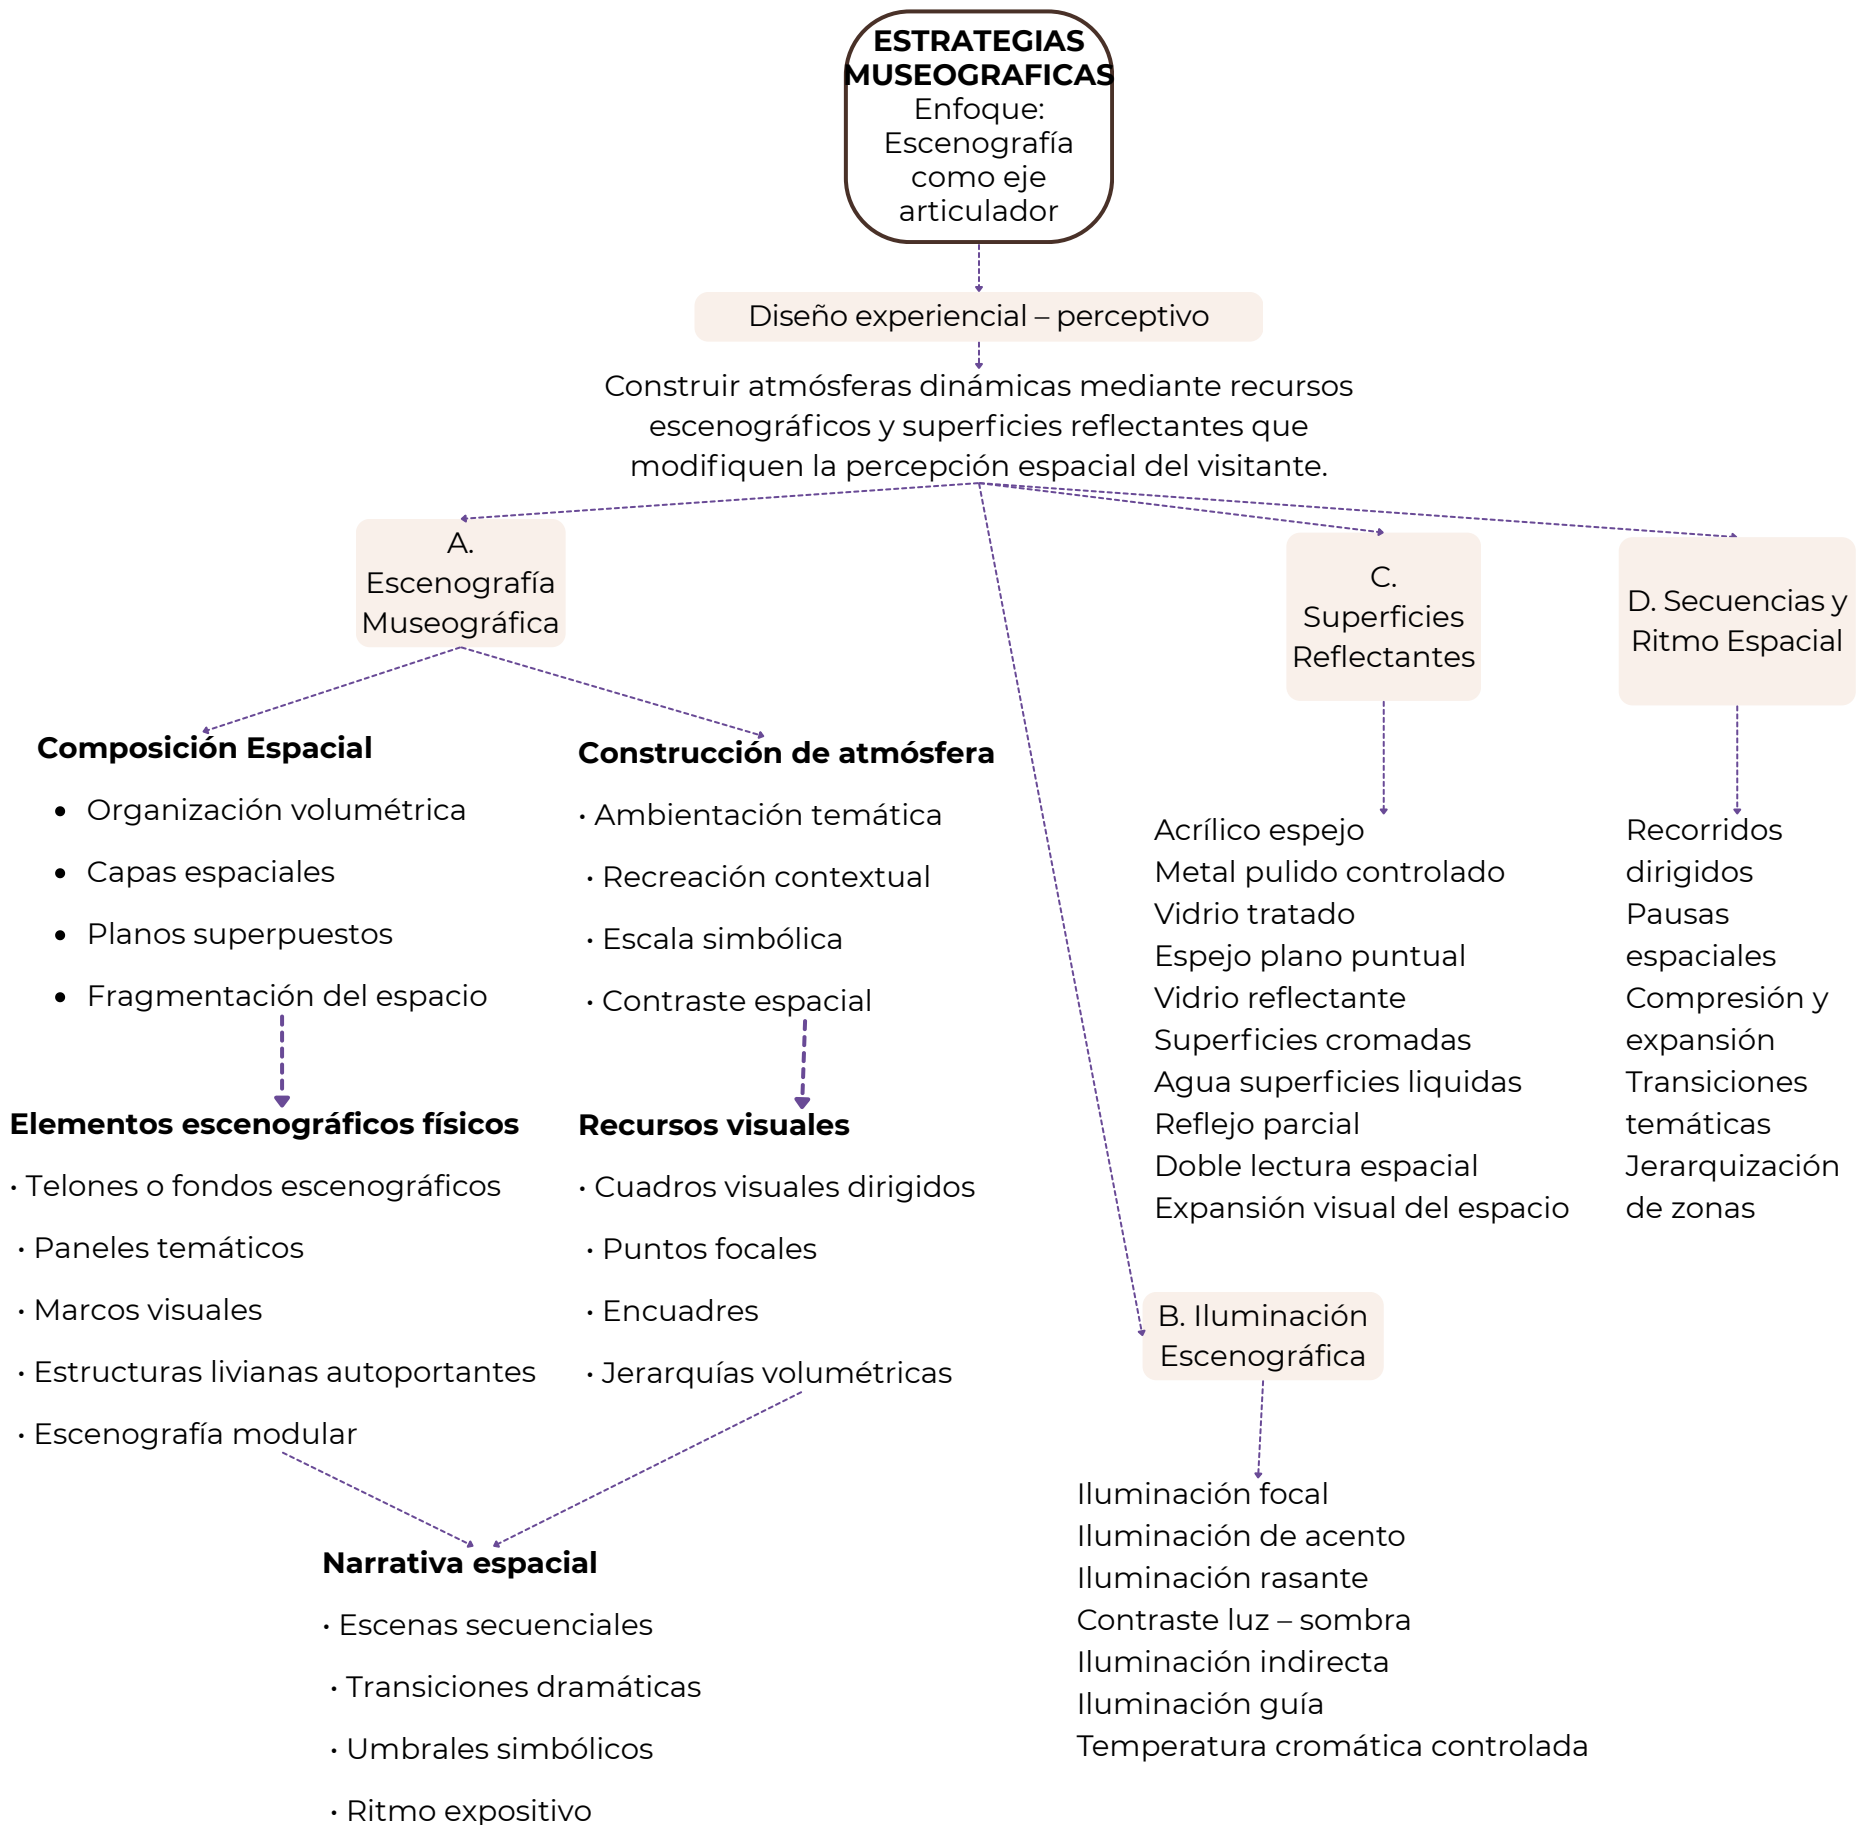 ESTRATEGIAS
MUSEOGRAFICAS
Enfoque:
Escenografía
como eje
articulador
Diseño experiencial – perceptivo
Construir atmósferas dinámicas mediante recursos
escenográficos y superficies reflectantes que
modifiquen la percepción espacial del visitante.
A.
Escenografía
Museográfica
Composición Espacial
• Organización volumétrica
• Capas espaciales
• Planos superpuestos
• Fragmentación del espacio
Elementos escenográficos físicos
· Telones o fondos escenográficos
· Paneles temáticos
· Marcos visuales
· Estructuras livianas autoportantes
· Escenografía modular
Construcción de atmósfera
· Ambientación temática
· Recreación contextual
· Escala simbólica
· Contraste espacial
Recursos visuales
· Cuadros visuales dirigidos
· Puntos focales
· Encuadres
· Jerarquías volumétricas
Narrativa espacial
· Escenas secuenciales
· Transiciones dramáticas
· Umbrales simbólicos
· Ritmo expositivo
B. Iluminación
Escenográfica
Iluminación focal
Iluminación de acento
Iluminación rasante
Contraste luz – sombra
Iluminación indirecta
Iluminación guía
Temperatura cromática controlada
C.
Superficies
Reflectantes
Acrílico espejo
Metal pulido controlado
Vidrio tratado
Espejo plano puntual
Vidrio reflectante
Superficies cromadas
Agua superficies liquidas
Reflejo parcial
Doble lectura espacial
Expansión visual del espacio
D. Secuencias y
Ritmo Espacial
Recorridos
dirigidos
Pausas
espaciales
Compresión y
expansión
Transiciones
temáticas
Jerarquización
de zonas